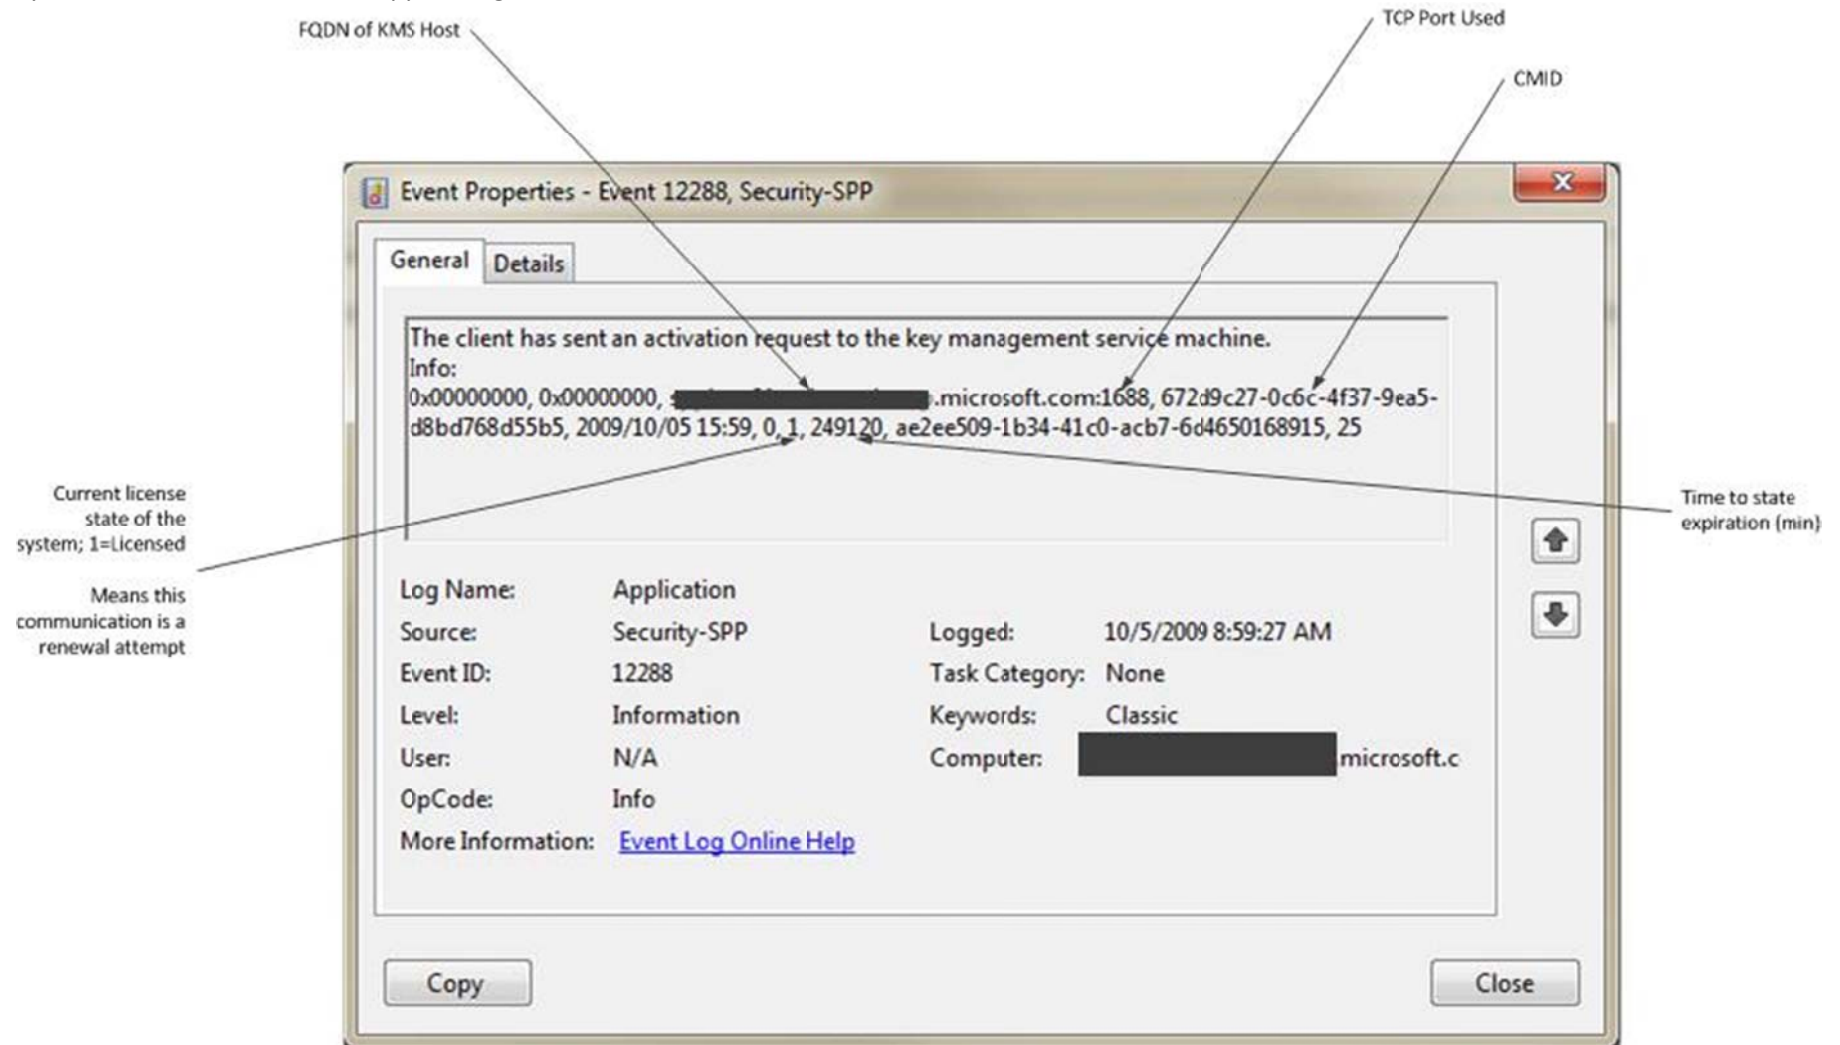 FQDN of KMS Host
TCP Port Used
CMID
Event Properties - Event 12288, Security-SPP
General Details
The client has sent an activation request to the key management service machine.
Info:
0x00000000, 0x00000000, .microsoft.com:1688, 672d9c27-0c6c-4f37-9ea5-
d8bd768d55b5, 2009/10/05 15:59, 0, 1, 249120, ae2ee509-1b34-41c0-acb7-6d4650168915, 25
Current license
state of the
system; 1=Licensed
Means this
communication is a
renewal attempt
Time to state
expiration (min)
Log Name: Application
Source: Security-SPP Logged: 10/5/2009 8:59:27 AM
Event ID: 12288 Task Category: None
Level: Information Keywords: Classic
User: N/A Computer: .microsoft.c
OpCode: Info
More Information: Event Log Online Help
Copy Close